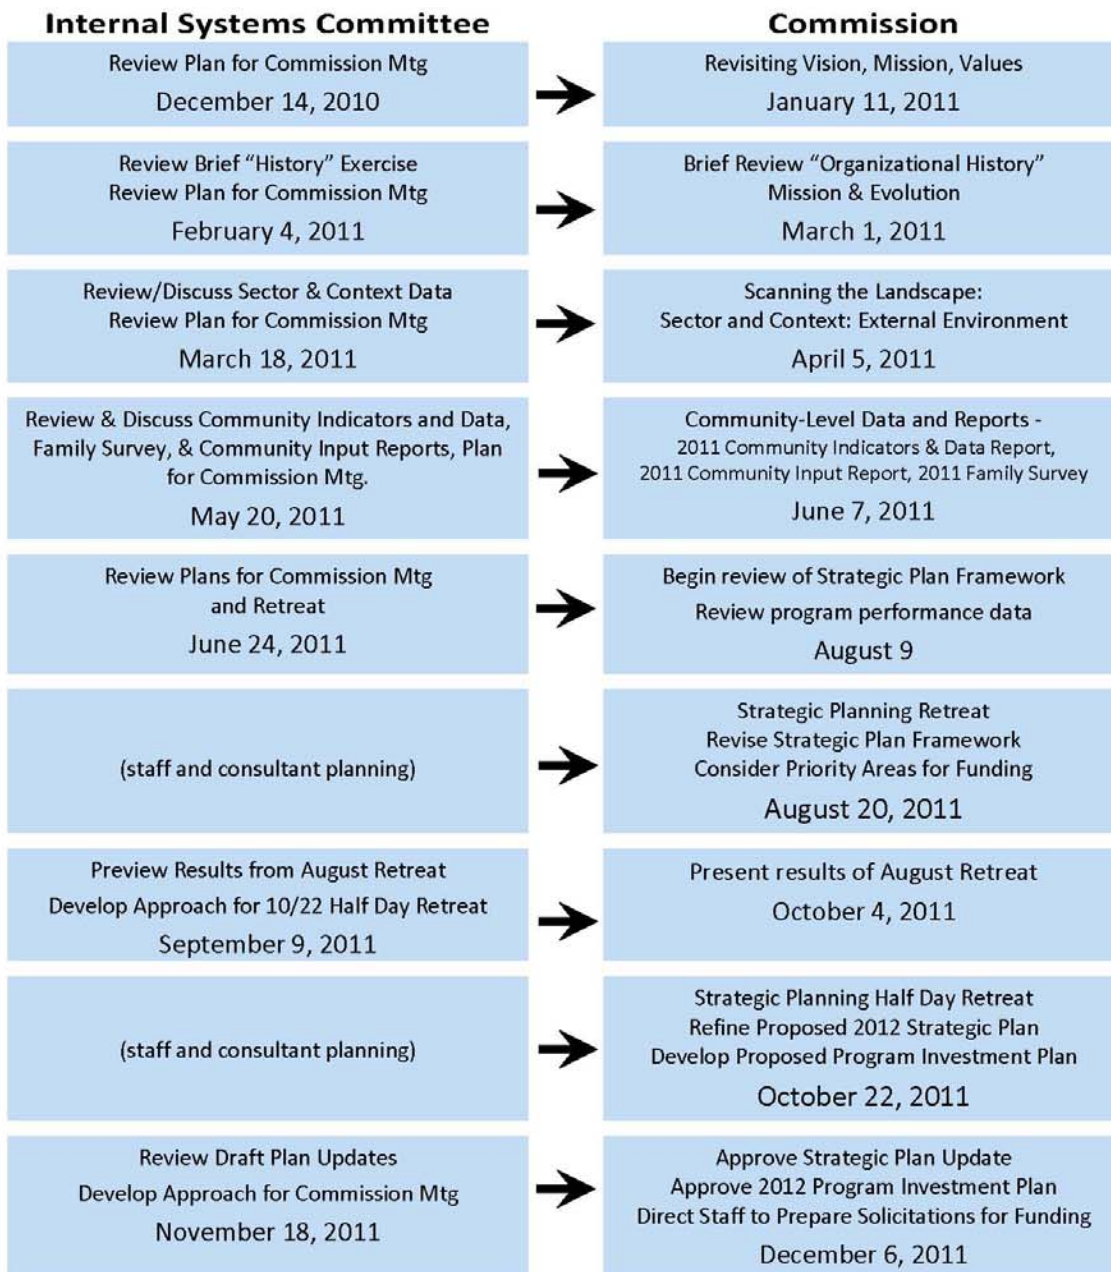 Internal Systems Committee
Commission
Review Plan for Commission Mtg
December 14, 2010
Revisiting Vision, Mission, Values
January 11, 2011
Review Brief “History” Exercise
Review Plan for Commission Mtg
February 4, 2011
Brief Review “Organizational History”
Mission & Evolution
March 1, 2011
Review/Discuss Sector & Context Data
Review Plan for Commission Mtg
March 18, 2011
Scanning the Landscape:
Sector and Context: External Environment
April 5, 2011
Review & Discuss Community Indicators and Data,
Family Survey, & Community Input Reports, Plan
for Commission Mtg.
May 20, 2011
Community-Level Data and Reports -
2011 Community Indicators & Data Report,
2011 Community Input Report, 2011 Family Survey
June 7, 2011
Review Plans for Commission Mtg
and Retreat
June 24, 2011
Begin review of Strategic Plan Framework
Review program performance data
August 9
(staff and consultant planning)
Strategic Planning Retreat
Revise Strategic Plan Framework
Consider Priority Areas for Funding
August 20, 2011
Preview Results from August Retreat
Develop Approach for 10/22 Half Day Retreat
September 9, 2011
Present results of August Retreat
October 4, 2011
(staff and consultant planning)
Strategic Planning Half Day Retreat
Refine Proposed 2012 Strategic Plan
Develop Proposed Program Investment Plan
October 22, 2011
Review Draft Plan Updates
Develop Approach for Commission Mtg
November 18, 2011
Approve Strategic Plan Update
Approve 2012 Program Investment Plan
Direct Staff to Prepare Solicitations for Funding
December 6, 2011